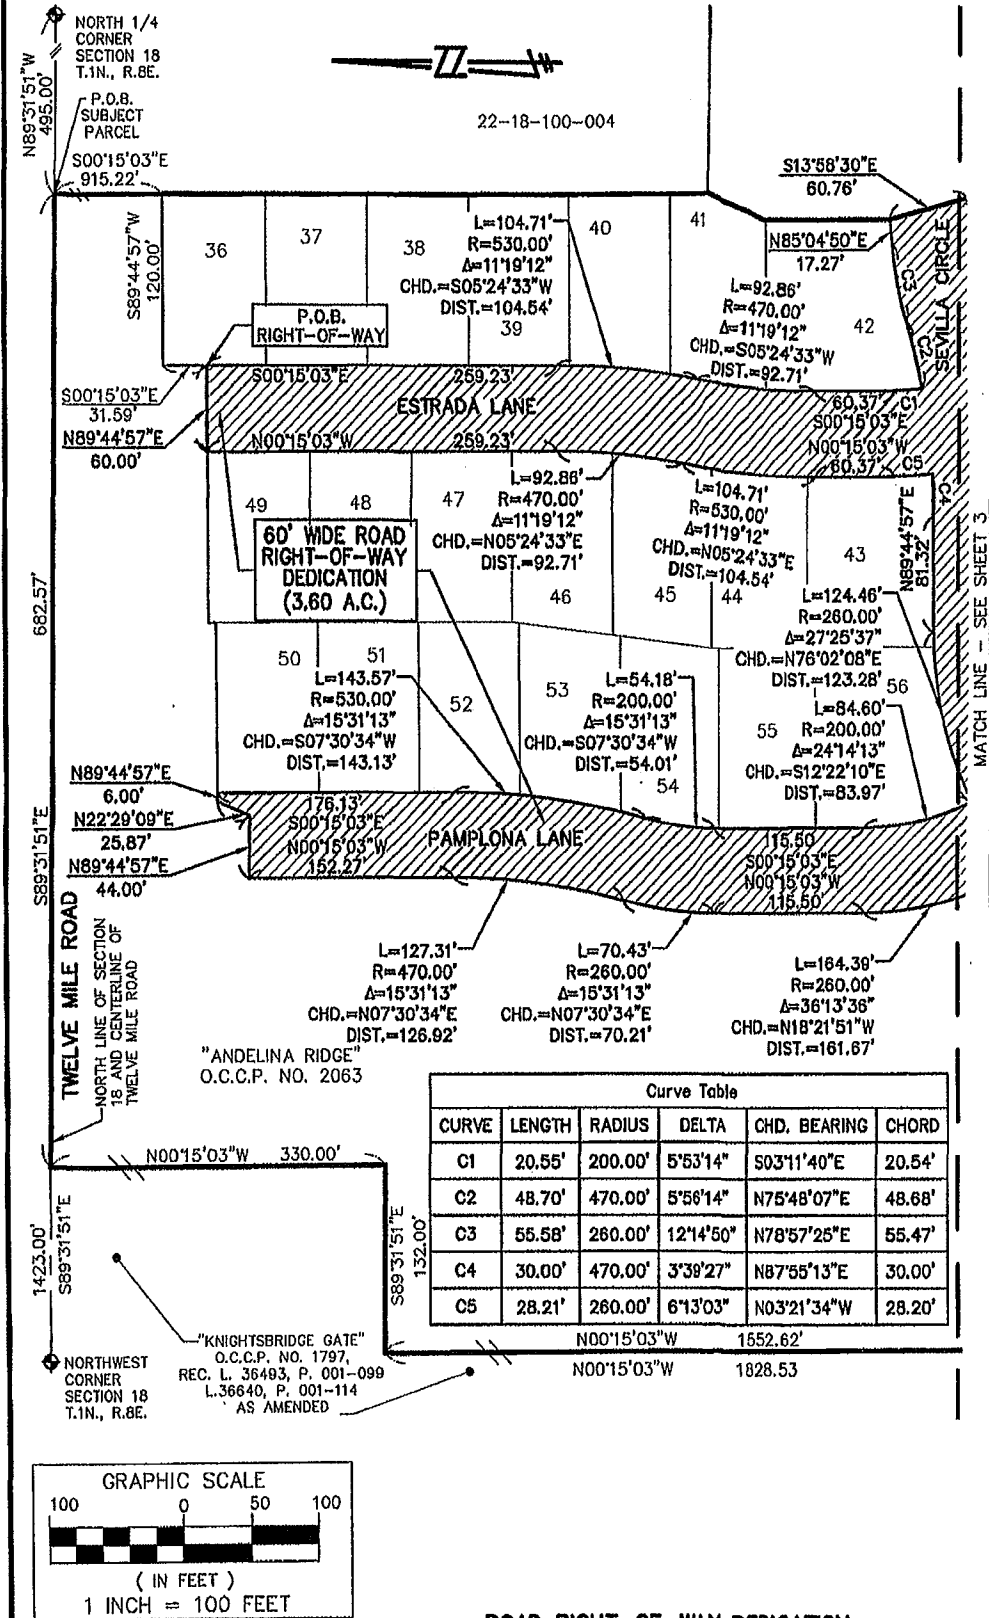 NORTH 1/4
CORNER
SECTION 18
T.1N., R.8E.
N89°31'51"W
495.00'
P.O.B.
SUBJECT
PARCEL
S00°15'03"E
915.22'
22-18-100-004
S13°58'30"E
60.76'
S89°44'57"W
120.00'
36
37
38
L=104.71'
R=530.00'
Δ=11°19'12"
CHD.=S05°24'33"W
DIST.=104.54'
39
40
41
N85°04'50"E
17.27'
L=92.86'
R=470.00'
Δ=11°19'12"
CHD.=S05°24'33"W
DIST.=92.71'
42
C3
C2
SEVILLA CIRCLE
P.O.B.
RIGHT-OF-WAY
S00°15'03"E
31.59'
N89°44'57"E
60.00'
S00°15'03"E 259.23'
ESTRADA LANE
N00°15'03"W 259.23'
60.37' C1
S00°15'03"E
N00°15'03"W
60.37' C5
C4
N89°44'57"E
81.32'
49
48
47
L=92.86'
R=470.00'
Δ=11°19'12"
CHD.=N05°24'33"E
DIST.=92.71'
46
L=104.71'
R=530.00'
Δ=11°19'12"
CHD.=N05°24'33"E
DIST.=104.54'
45
44
43
60' WIDE ROAD
RIGHT-OF-WAY
DEDICATION
(3.60 A.C.)
L=124.46'
R=260.00'
Δ=27°25'37"
CHD.=N76°02'08"E
DIST.=123.28'
MATCH LINE - SEE SHEET 3
682.57'
S89°31'51"E
50
51
L=143.57'
R=530.00'
Δ=15°31'13"
CHD.=S07°30'34"W
DIST.=143.13'
52
53
L=54.18'
R=200.00'
Δ=15°31'13"
CHD.=S07°30'34"W
DIST.=54.01'
54
55
56
L=84.60'
R=200.00'
Δ=24°14'13"
CHD.=S12°22'10"E
DIST.=83.97'
N89°44'57"E
6.00'
N22°29'09"E
25.87'
N89°44'57"E
44.00'
176.13'
S00°15'03"E
N00°15'03"W
152.27'
PAMPLONA LANE
115.50'
S00°15'03"E
N00°15'03"W
115.50'
TWELVE MILE ROAD
NORTH LINE OF SECTION
18 AND CENTERLINE OF
TWELVE MILE ROAD
L=127.31'
R=470.00'
Δ=15°31'13"
CHD.=N07°30'34"E
DIST.=126.92'
L=70.43'
R=260.00'
Δ=15°31'13"
CHD.=N07°30'34"E
DIST.=70.21'
L=164.39'
R=260.00'
Δ=36°13'36"
CHD.=N18°21'51"W
DIST.=161.67'
"ANDELINA RIDGE"
O.C.C.P. NO. 2063
Curve Table
CURVE LENGTH RADIUS DELTA CHD. BEARING CHORD
C1 20.55' 200.00' 5°53'14" S03°11'40"E 20.54'
C2 48.70' 470.00' 5°56'14" N75°48'07"E 48.68'
C3 55.58' 260.00' 12°14'50" N78°57'25"E 55.47'
C4 30.00' 470.00' 3°39'27" N87°55'13"E 30.00'
C5 28.21' 260.00' 6°13'03" N03°21'34"W 28.20'
N00°15'03"W 330.00'
1423.00'
S89°31'51"E
S89°31'51"E
132.00'
N00°15'03"W 1552.62'
N00°15'03"W 1828.53
"KNIGHTSBRIDGE GATE"
O.C.C.P. NO. 1797,
REC. L. 36493, P. 001-099
L.36640, P. 001-114
AS AMENDED
NORTHWEST
CORNER
SECTION 18
T.1N., R.8E.
GRAPHIC SCALE
100 0 50 100
( IN FEET )
1 INCH = 100 FEET
ROAD RIGHT-OF-WAY DEDICATION